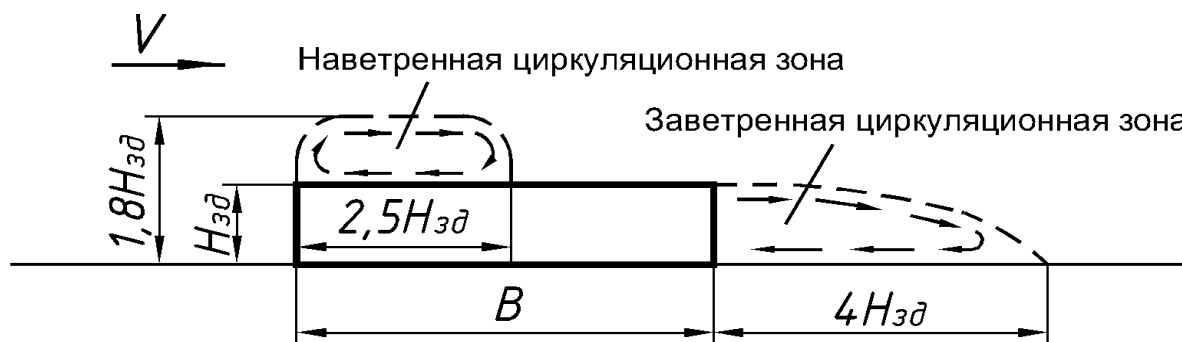 V
Наветренная циркуляционная зона
Заветренная циркуляционная зона
1,8Hзд
Hзд
2,5Hзд
B
4Hзд